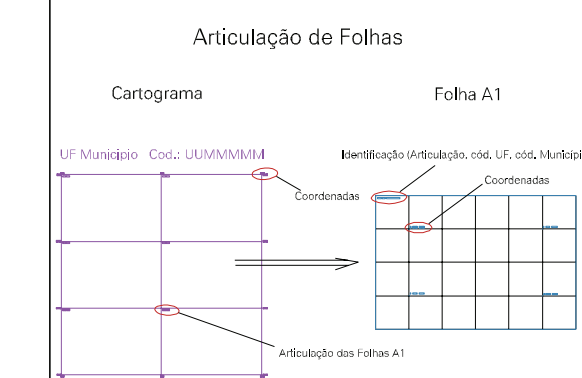 Articulação de Folhas
Cartograma
Folha A1
UF Município Cod.: UUMMMMM
Identificação (Articulação, cód. UF, cód. Municípi
Coordenadas
Coordenadas
Articulação das Folhas A1